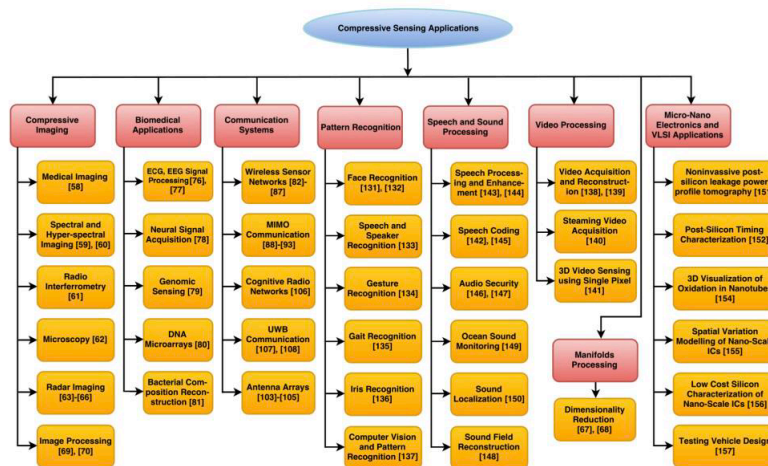 Compressive Sensing Applications
Compressive
Imaging
Medical Imaging
[58]
Spectral and
Hyper-spectral
Imaging [59], [60]
Radio
Interferrometry
[61]
Microscopy [62]
Radar Imaging
[63]-[66]
Image Processing
[69], [70]
Biomedical
Applications
ECG, EEG Signal
Processing [76],
[77]
Neural Signal
Acquisition [78]
Genomic
Sensing [79]
DNA
Microarrays [80]
Bacterial Com-
position Recon-
struction [81]
Communication
Systems
Wireless Sensor
Networks [82]-
[87]
MIMO
Communication
[88]-[93]
Cognitive Radio
Networks [106]
UWB
Communication
[107], [108]
Antenna Arrays
[103]-[105]
Pattern Recognition
Face Recognition
[131], [132]
Speech and
Speaker
Recognition [133]
Gesture
Recognition [134]
Gait Recognition
[135]
Iris Recognition
[136]
Computer Vision
and Pattern
Recognition [137]
Speech and Sound
Processing
Speech Process-
ing and Enhance-
ment [143], [144]
Speech Coding
[142], [145]
Audio Security
[146], [147]
Ocean Sound
Monitoring [149]
Sound
Localization [150]
Sound Field
Reconstruction
[148]
Video Processing
Video Acquisition
and Reconstruct-
ion [138], [139]
Steaming Video
Acquisition
[140]
3D Video Sensing
using Single Pixel
[141]
Manifolds
Processing
Dimensionality
Reduction
[67], [68]
Micro-Nano
Electronics and
VLSI Applications
Noninvasive post-
silicon leakage power
profile tomography [151
Post-Silicon Timing
Characterization [152]
3D Visualization of
Oxidation in Nanotube
[154]
Spatial Variation
Modelling of Nano-Scale
ICs [155]
Low Cost Silicon
Characterization of
Nano-Scale ICs [156]
Testing Vehicle Design
[157]